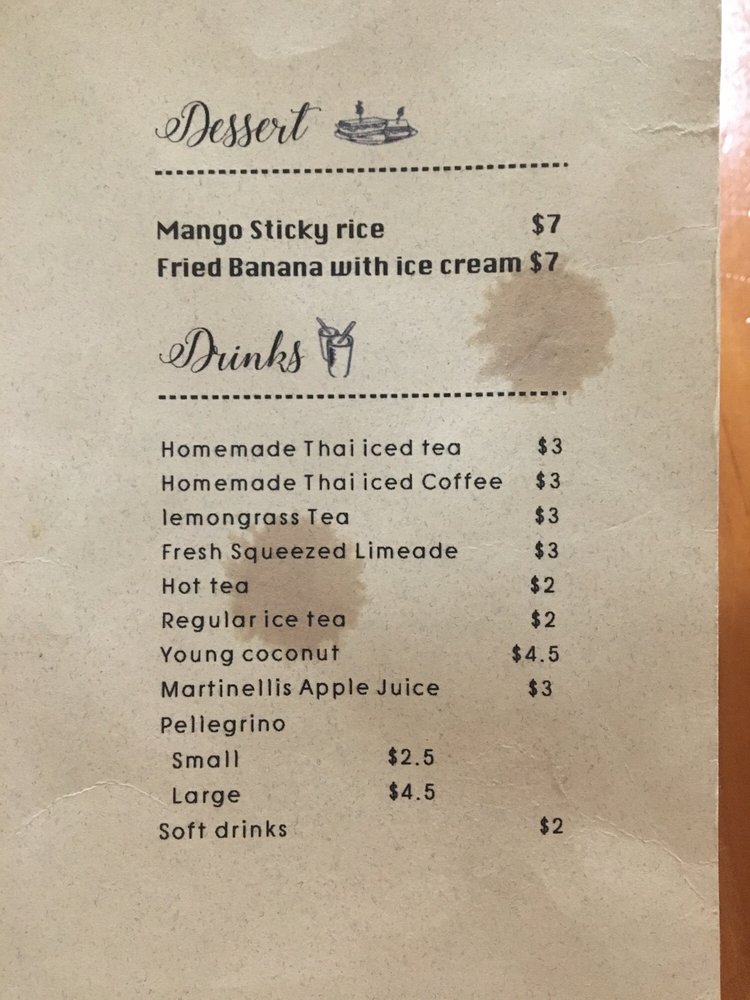 Dessert
Mango Sticky rice $7
Fried Banana with ice cream $7
Drinks
Homemade Thai iced tea $3
Homemade Thai iced Coffee $3
lemongrass Tea $3
Fresh Squeezed Limeade $3
Hot tea $2
Regular ice tea $2
Young coconut $4.5
Martinellis Apple Juice $3
Pellegrino
Small $2.5
Large $4.5
Soft drinks $2